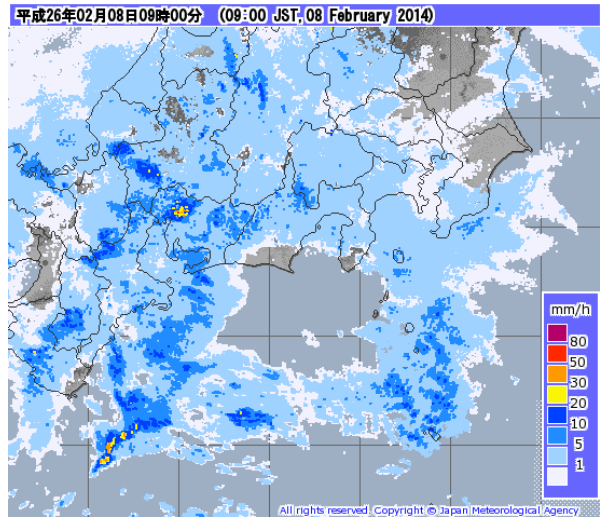 平成26年02月08日09時00分 (09:00 JST, 08 February 2014)
mm/h
80
50
30
20
10
5
1
All rights reserved. Copyright © Japan Meteorological Agency